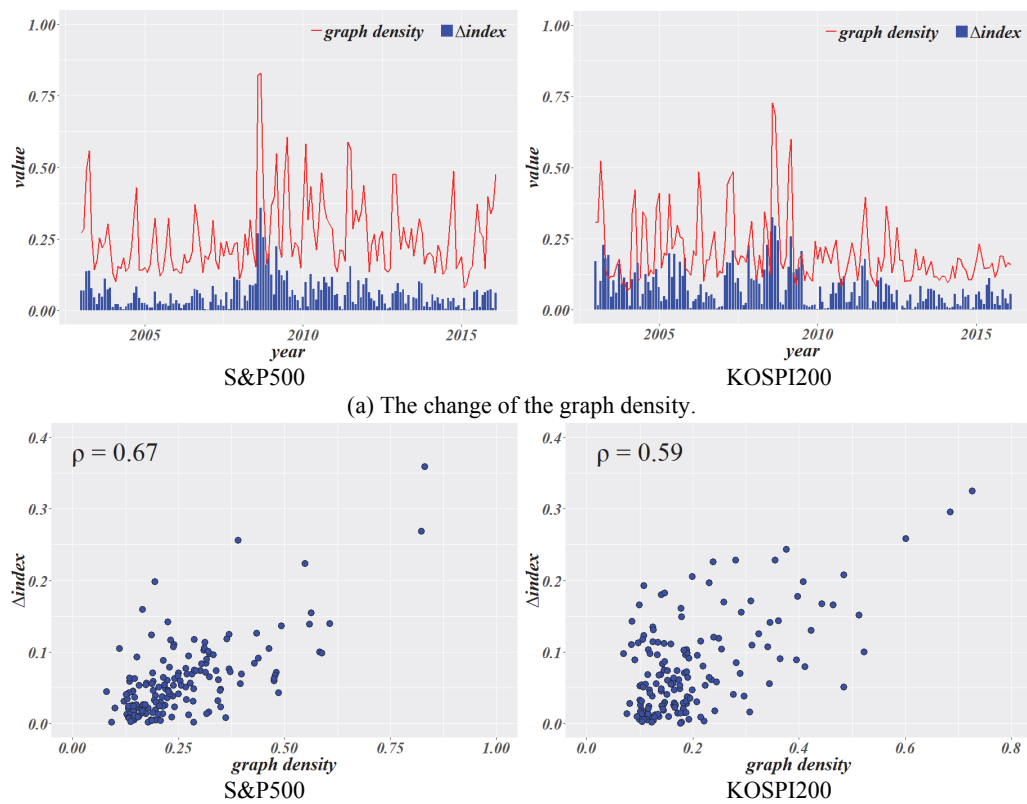 1.00
0.75
0.50
0.25
0.00
value
graph density
Δindex
2005
2010
2015
year
S&P500
1.00
0.75
0.50
0.25
0.00
value
graph density
Δindex
2005
2010
2015
year
KOSPI200
(a) The change of the graph density.
0.4
0.3
0.2
0.1
0.0
Δindex
ρ = 0.67
0.00
0.25
0.50
0.75
1.00
graph density
S&P500
0.4
0.3
0.2
0.1
0.0
Δindex
ρ = 0.59
0.0
0.2
0.4
0.6
0.8
graph density
KOSPI200